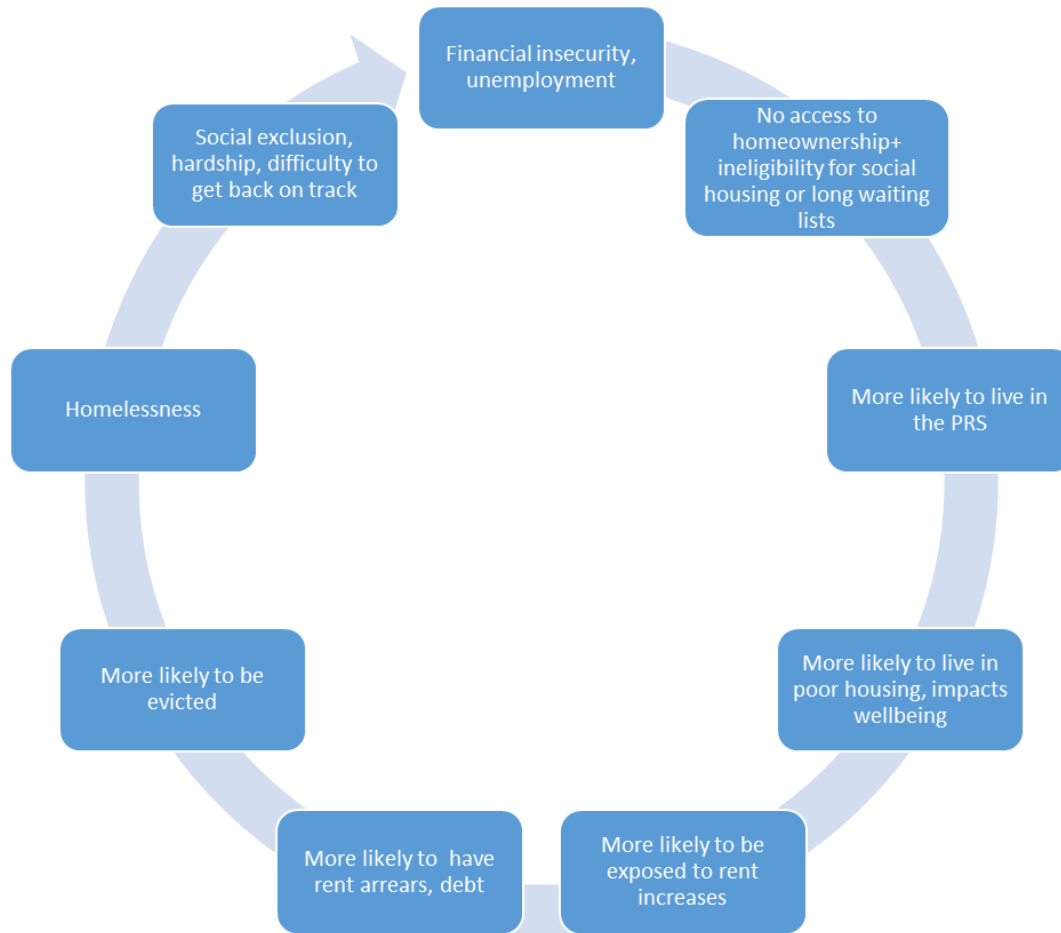 Financial insecurity,
unemployment
No access to
homeownership+
ineligibility for social
housing or long waiting
lists
More likely to live in
the PRS
More likely to live in
poor housing, impacts
wellbeing
More likely to be
exposed to rent
increases
More likely to  have
rent arrears, debt
More likely to be
evicted
Homelessness
Social exclusion,
hardship, difficulty to
get back on track